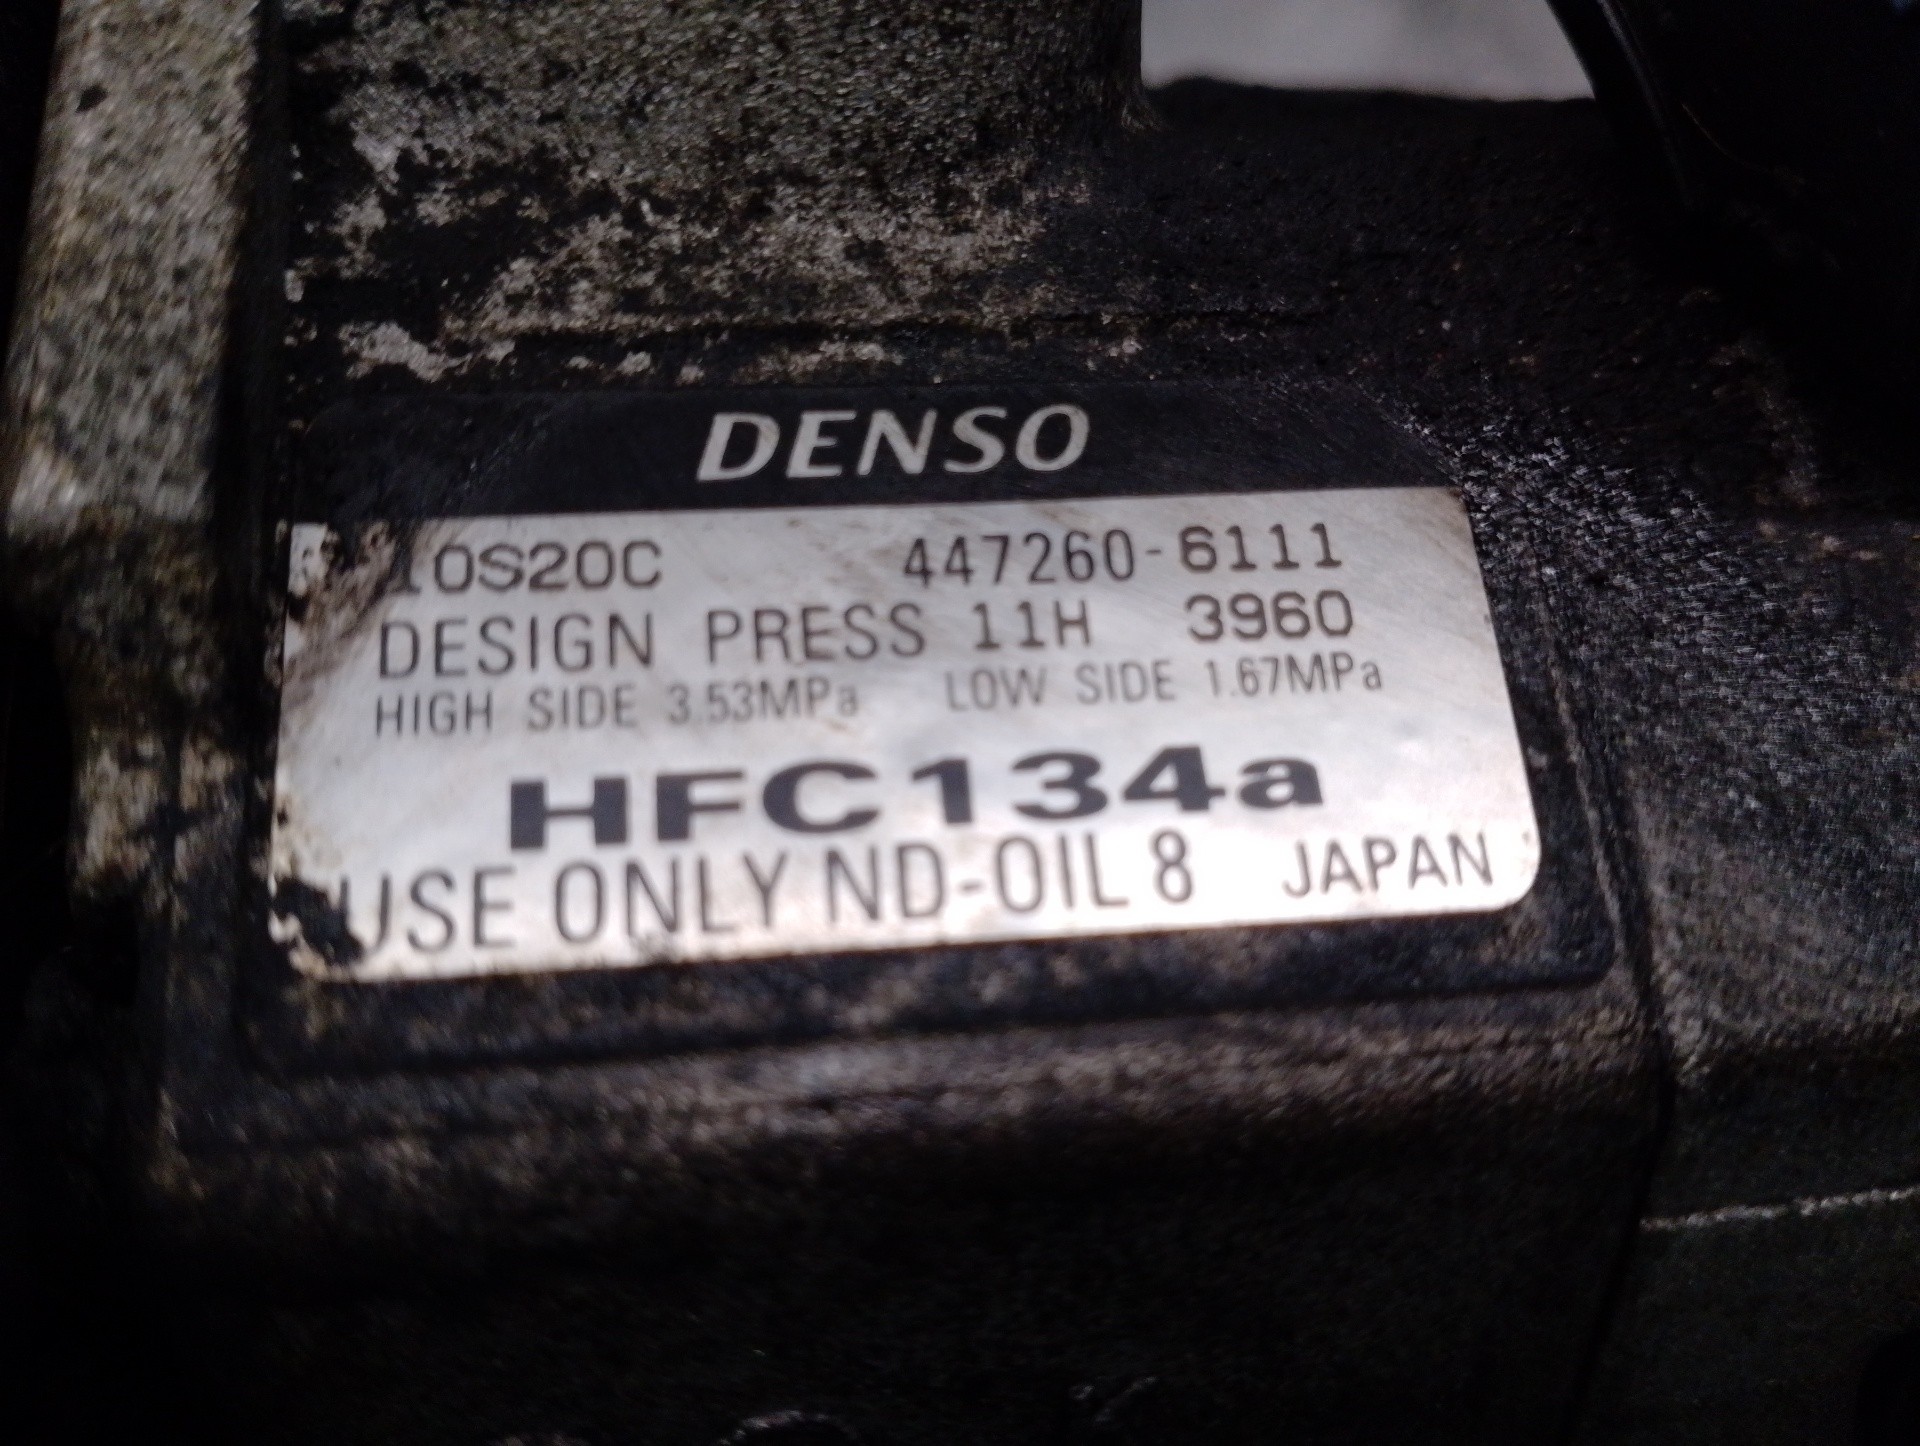 DENSO
10S20C 447260-6111
DESIGN PRESS 11H 3960
HIGH SIDE 3.53MPa LOW SIDE 1.67MPa
HFC134a
USE ONLY ND-OIL 8 JAPAN